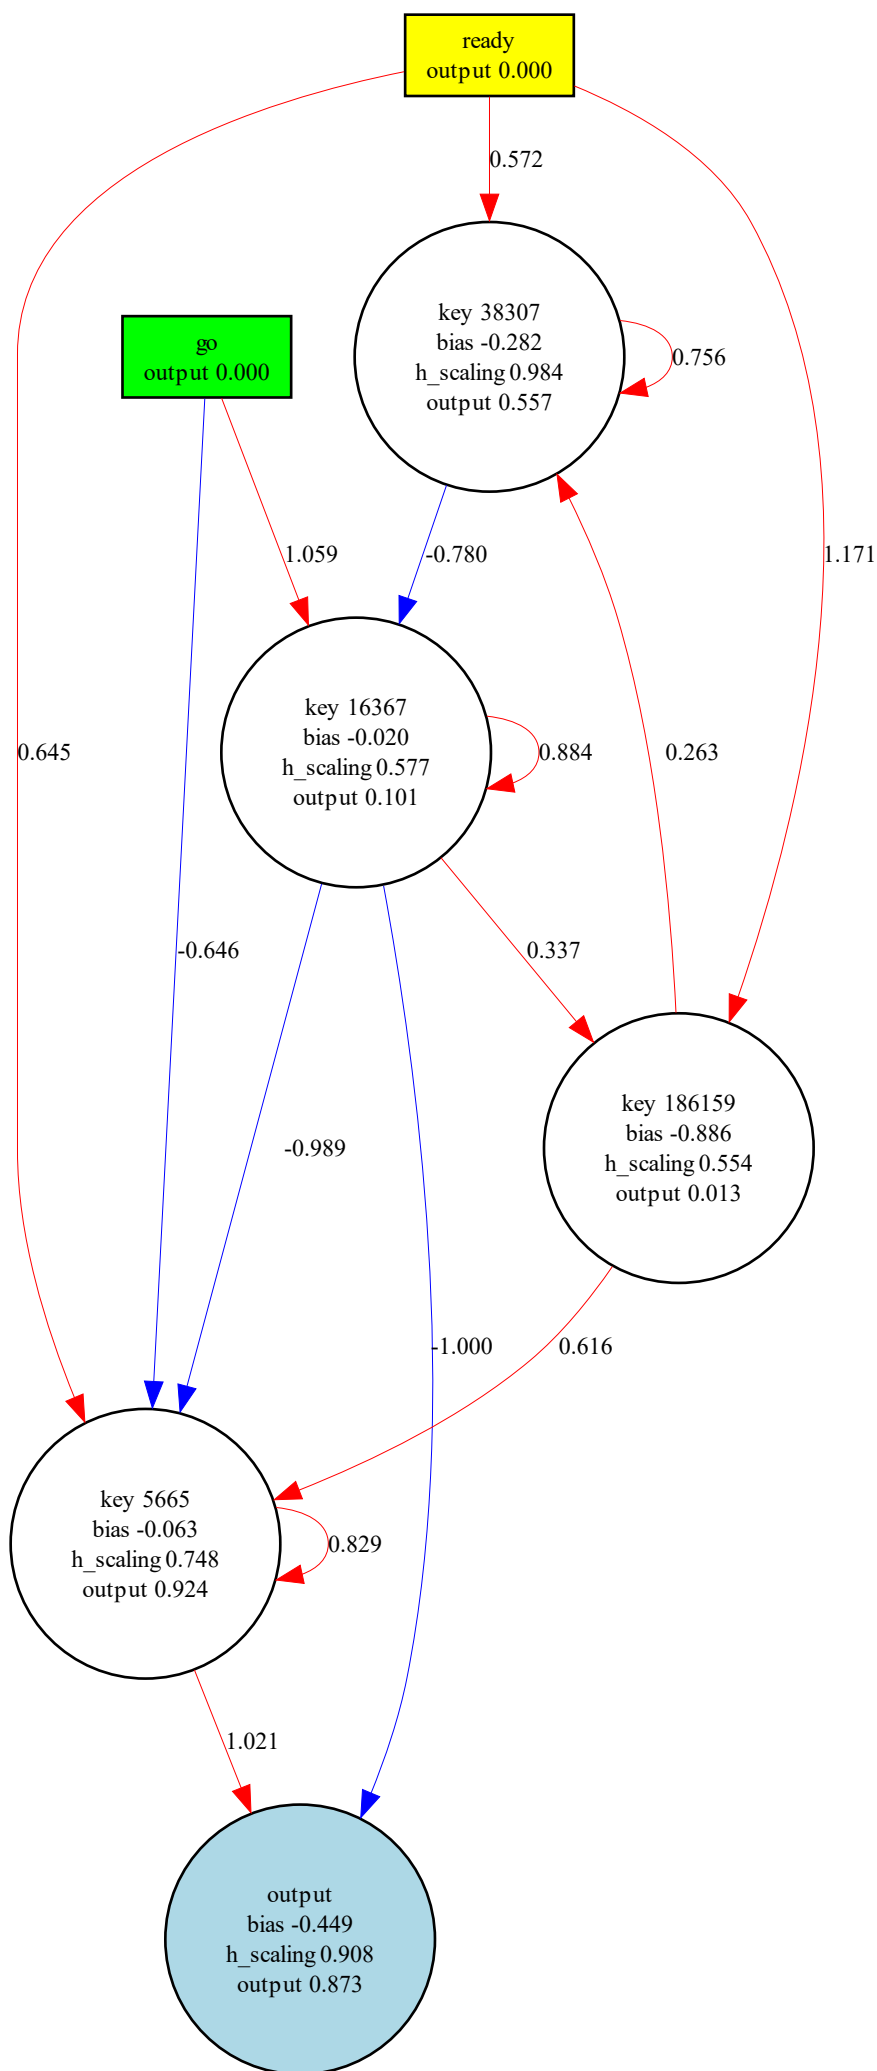 ready
output 0.000
0.572
key 38307
bias -0.282
h_scaling 0.984
output 0.557
0.756
go
output 0.000
1.059
-0.780
1.171
key 16367
bias -0.020
h_scaling 0.577
output 0.101
0.884
0.645
0.263
-0.646
0.337
key 186159
bias -0.886
h_scaling 0.554
output 0.013
-0.989
-1.000
0.616
key 5665
bias -0.063
h_scaling 0.748
output 0.924
0.829
1.021
output
bias -0.449
h_scaling 0.908
output 0.873